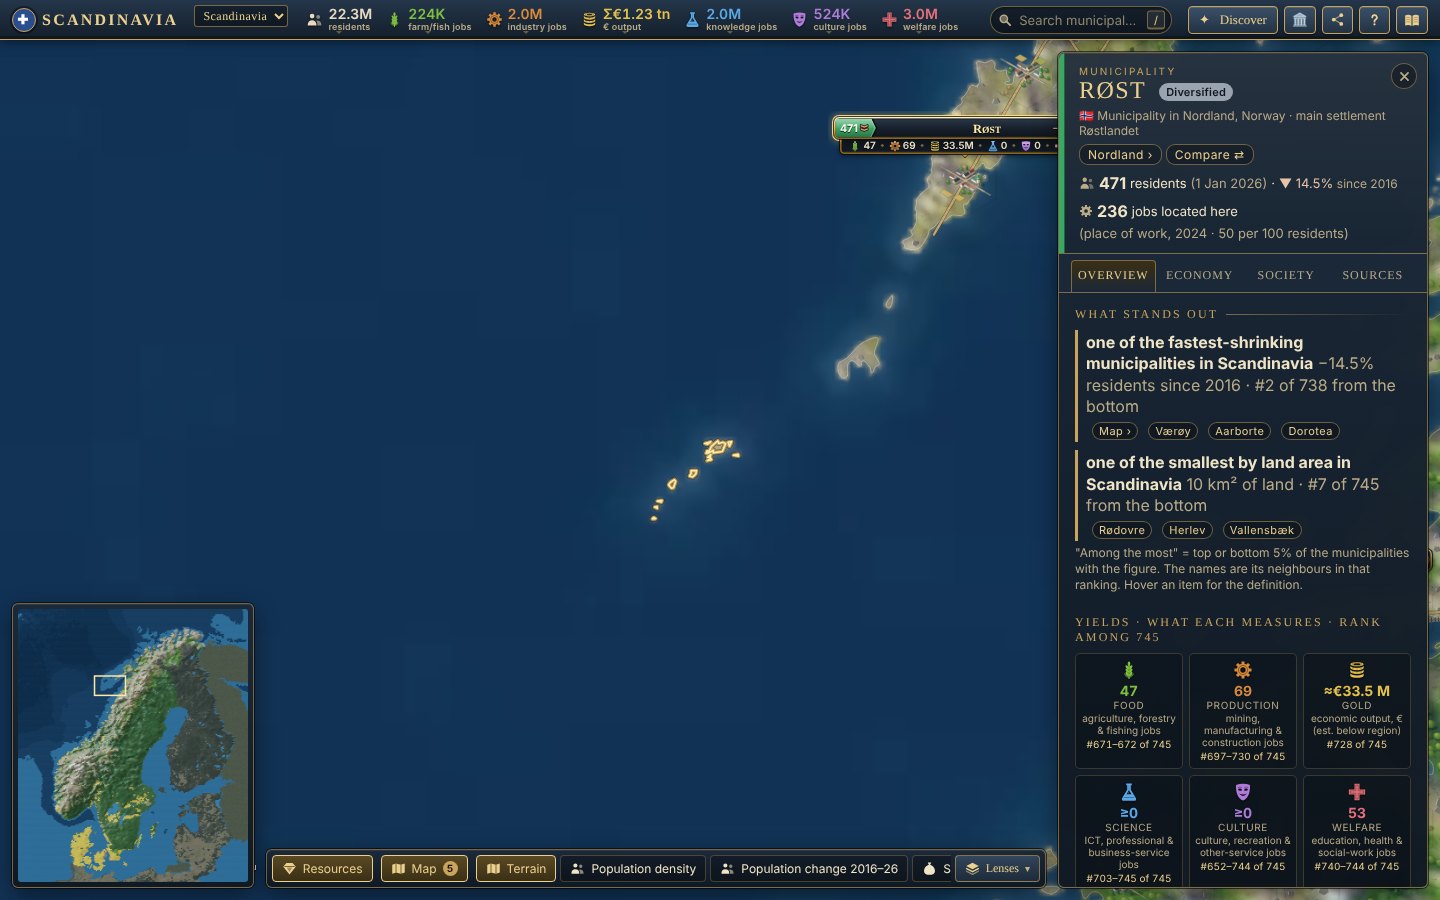 SCANDINAVIA
Scandinavia
22.3M
residents
224K
farm/fish jobs
2.0M
industry jobs
Σ€1.23 tn
€ output
2.0M
knowledge jobs
524K
culture jobs
3.0M
welfare jobs
Search municipal... /
Discover
?
471 Røst
47 • 69 • 33.5M • 0 • 0
MUNICIPALITY
RØST Diversified
Municipality in Nordland, Norway · main settlement
Røstlandet
Nordland › Compare ⇄
471 residents (1 Jan 2026) · ▼ 14.5% since 2016
236 jobs located here
(place of work, 2024 · 50 per 100 residents)
OVERVIEW ECONOMY SOCIETY SOURCES
WHAT STANDS OUT
one of the fastest-shrinking
municipalities in Scandinavia −14.5%
residents since 2016 · #2 of 738 from the
bottom
Map › Værøy Aarborte Dorotea
one of the smallest by land area in
Scandinavia 10 km² of land · #7 of 745
from the bottom
Rødovre Herlev Vallensbæk
"Among the most" = top or bottom 5% of the municipalities
with the figure. The names are its neighbours in that
ranking. Hover an item for the definition.
YIELDS · WHAT EACH MEASURES · RANK
AMONG 745
47
FOOD
agriculture, forestry
& fishing jobs
#671–672 of 745
69
PRODUCTION
mining,
manufacturing &
construction jobs
#697–730 of 745
≈€33.5 M
GOLD
economic output, €
(est. below region)
#728 of 745
≥0
SCIENCE
ICT, professional &
business-service
jobs
#703–745 of 745
≥0
CULTURE
culture, recreation &
other-service jobs
#652–744 of 745
53
WELFARE
education, health &
social-work jobs
#740–744 of 745
Resources
Map 5
Terrain
Population density
Population change 2016–26
S
Lenses ▾